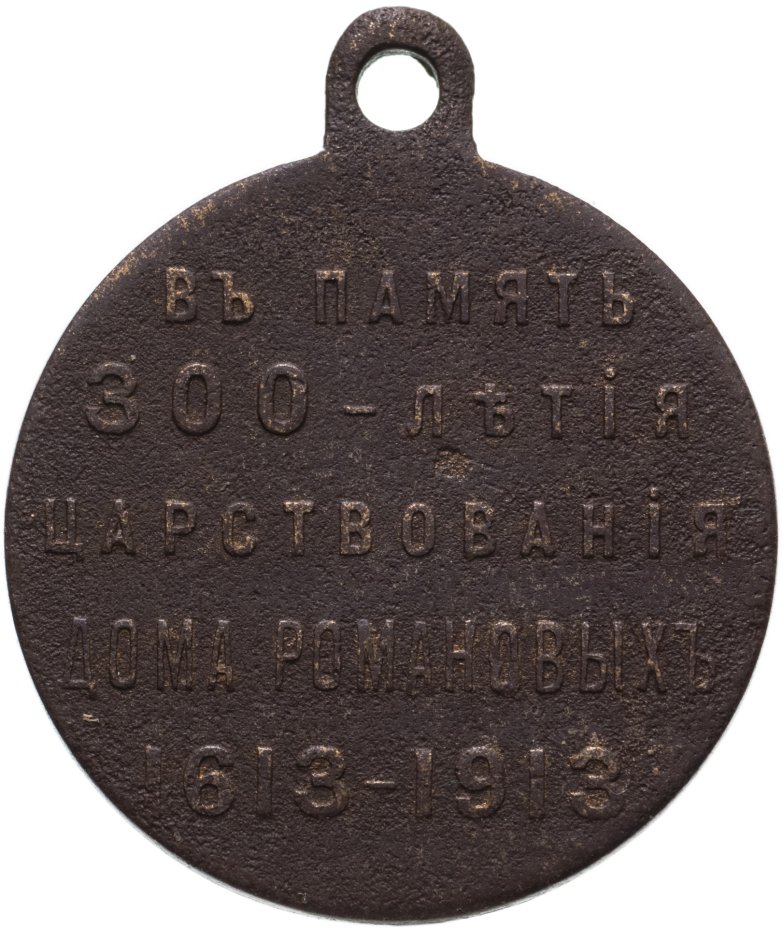 ВЪ ПАМЯТЬ
300-ЛѢТІЯ
ЦАРСТВОВАНІЯ
ДОМА РОМАНОВЫХЪ
1613-1913